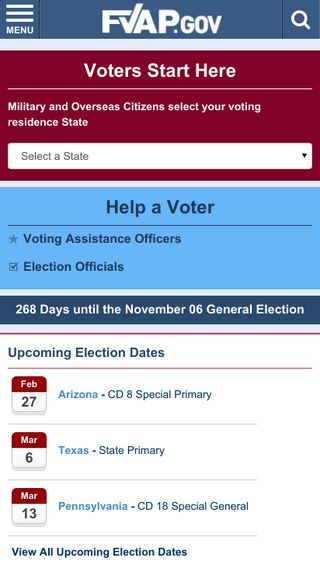 MENU
FVAP.GOV
Voters Start Here
Military and Overseas Citizens select your voting
residence State
Select a State
Help a Voter
Voting Assistance Officers
Election Officials
268 Days until the November 06 General Election
Upcoming Election Dates
Feb
27
Arizona - CD 8 Special Primary
Mar
6
Texas - State Primary
Mar
13
Pennsylvania - CD 18 Special General
View All Upcoming Election Dates